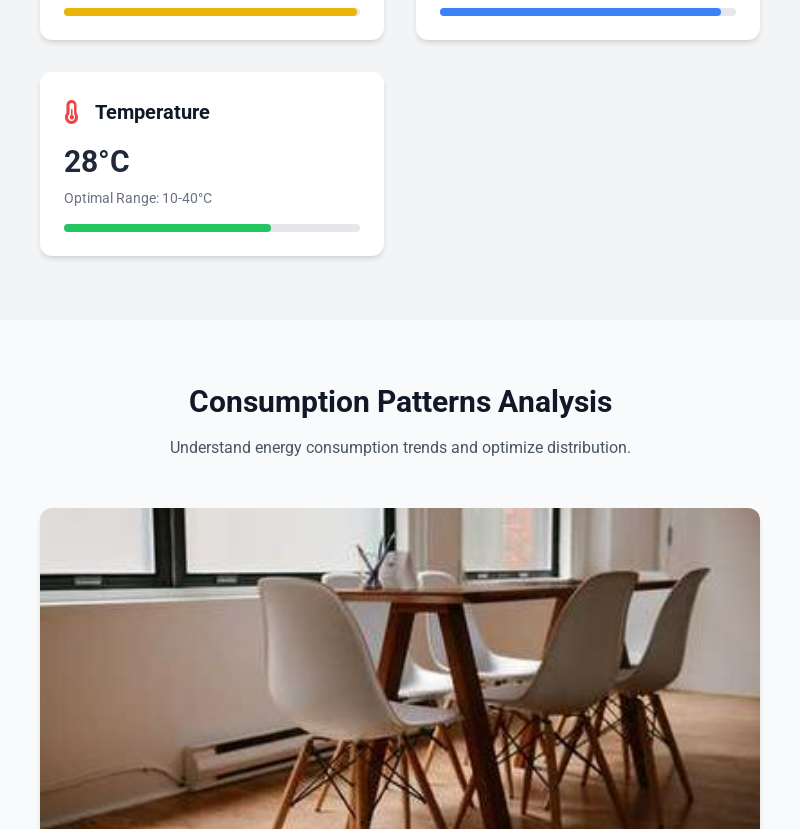 Temperature
28°C
Optimal Range: 10-40°C
Consumption Patterns Analysis
Understand energy consumption trends and optimize distribution.